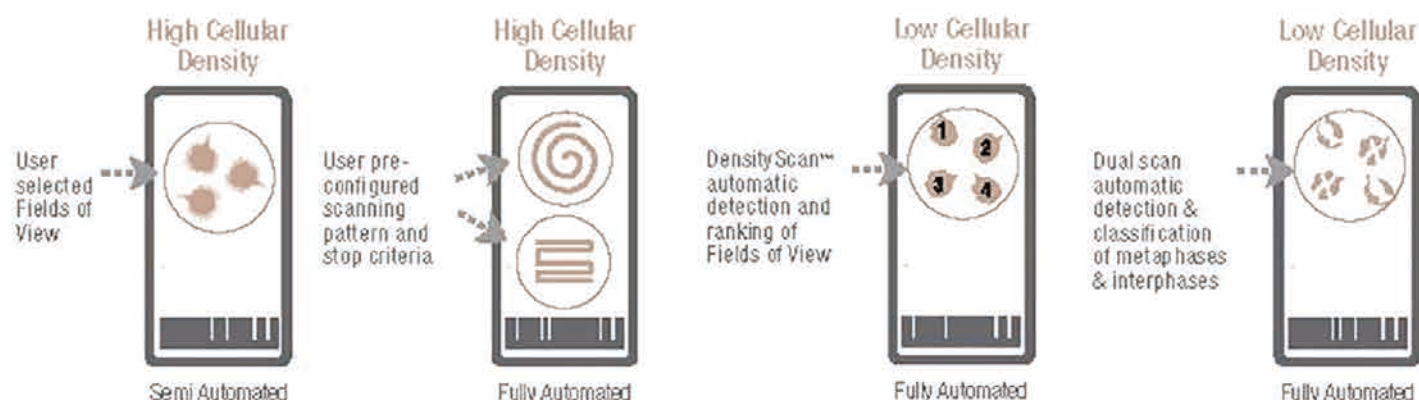 High Cellular
Density
User
selected
Fields of
View
Semi Automated
High Cellular
Density
User pre-
configured
scanning
pattern and
stop criteria
Fully Automated
Low Cellular
Density
DensityScan™
automatic
detection and
ranking of
Fields of View
1
2
3
4
Fully Automated
Low Cellular
Density
Dual scan
automatic
detection &
classification
of metaphases
& interphases
Fully Automated